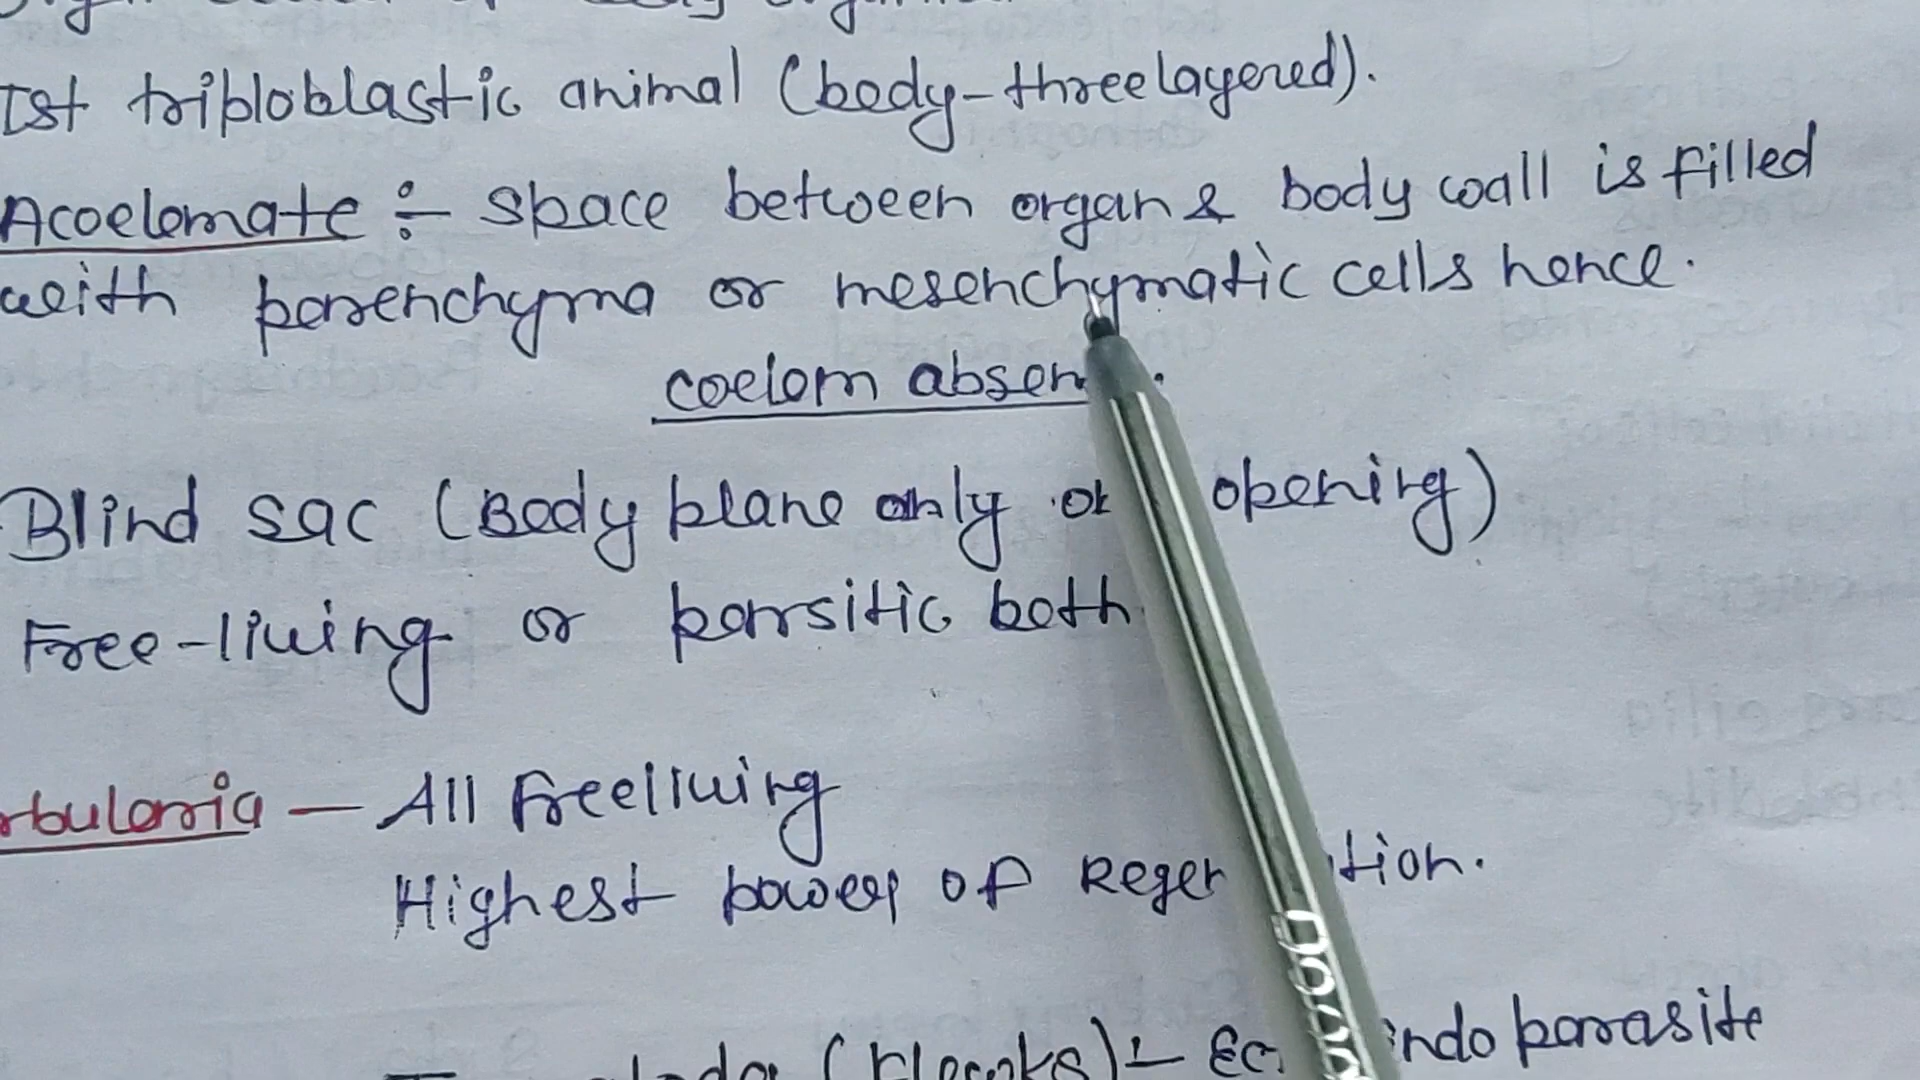 Ist triploblastic animal (body-threelayered).
Acoelomate ÷ space between organ & body wall is filled
with parenchyma or mesenchymatic cells hence.
coelom absen .
Blind sac (Body plane only opening)
Free-living or parsitic both
rbularia — All Freeliving
Highest power of Reger tion.
ndo parasite